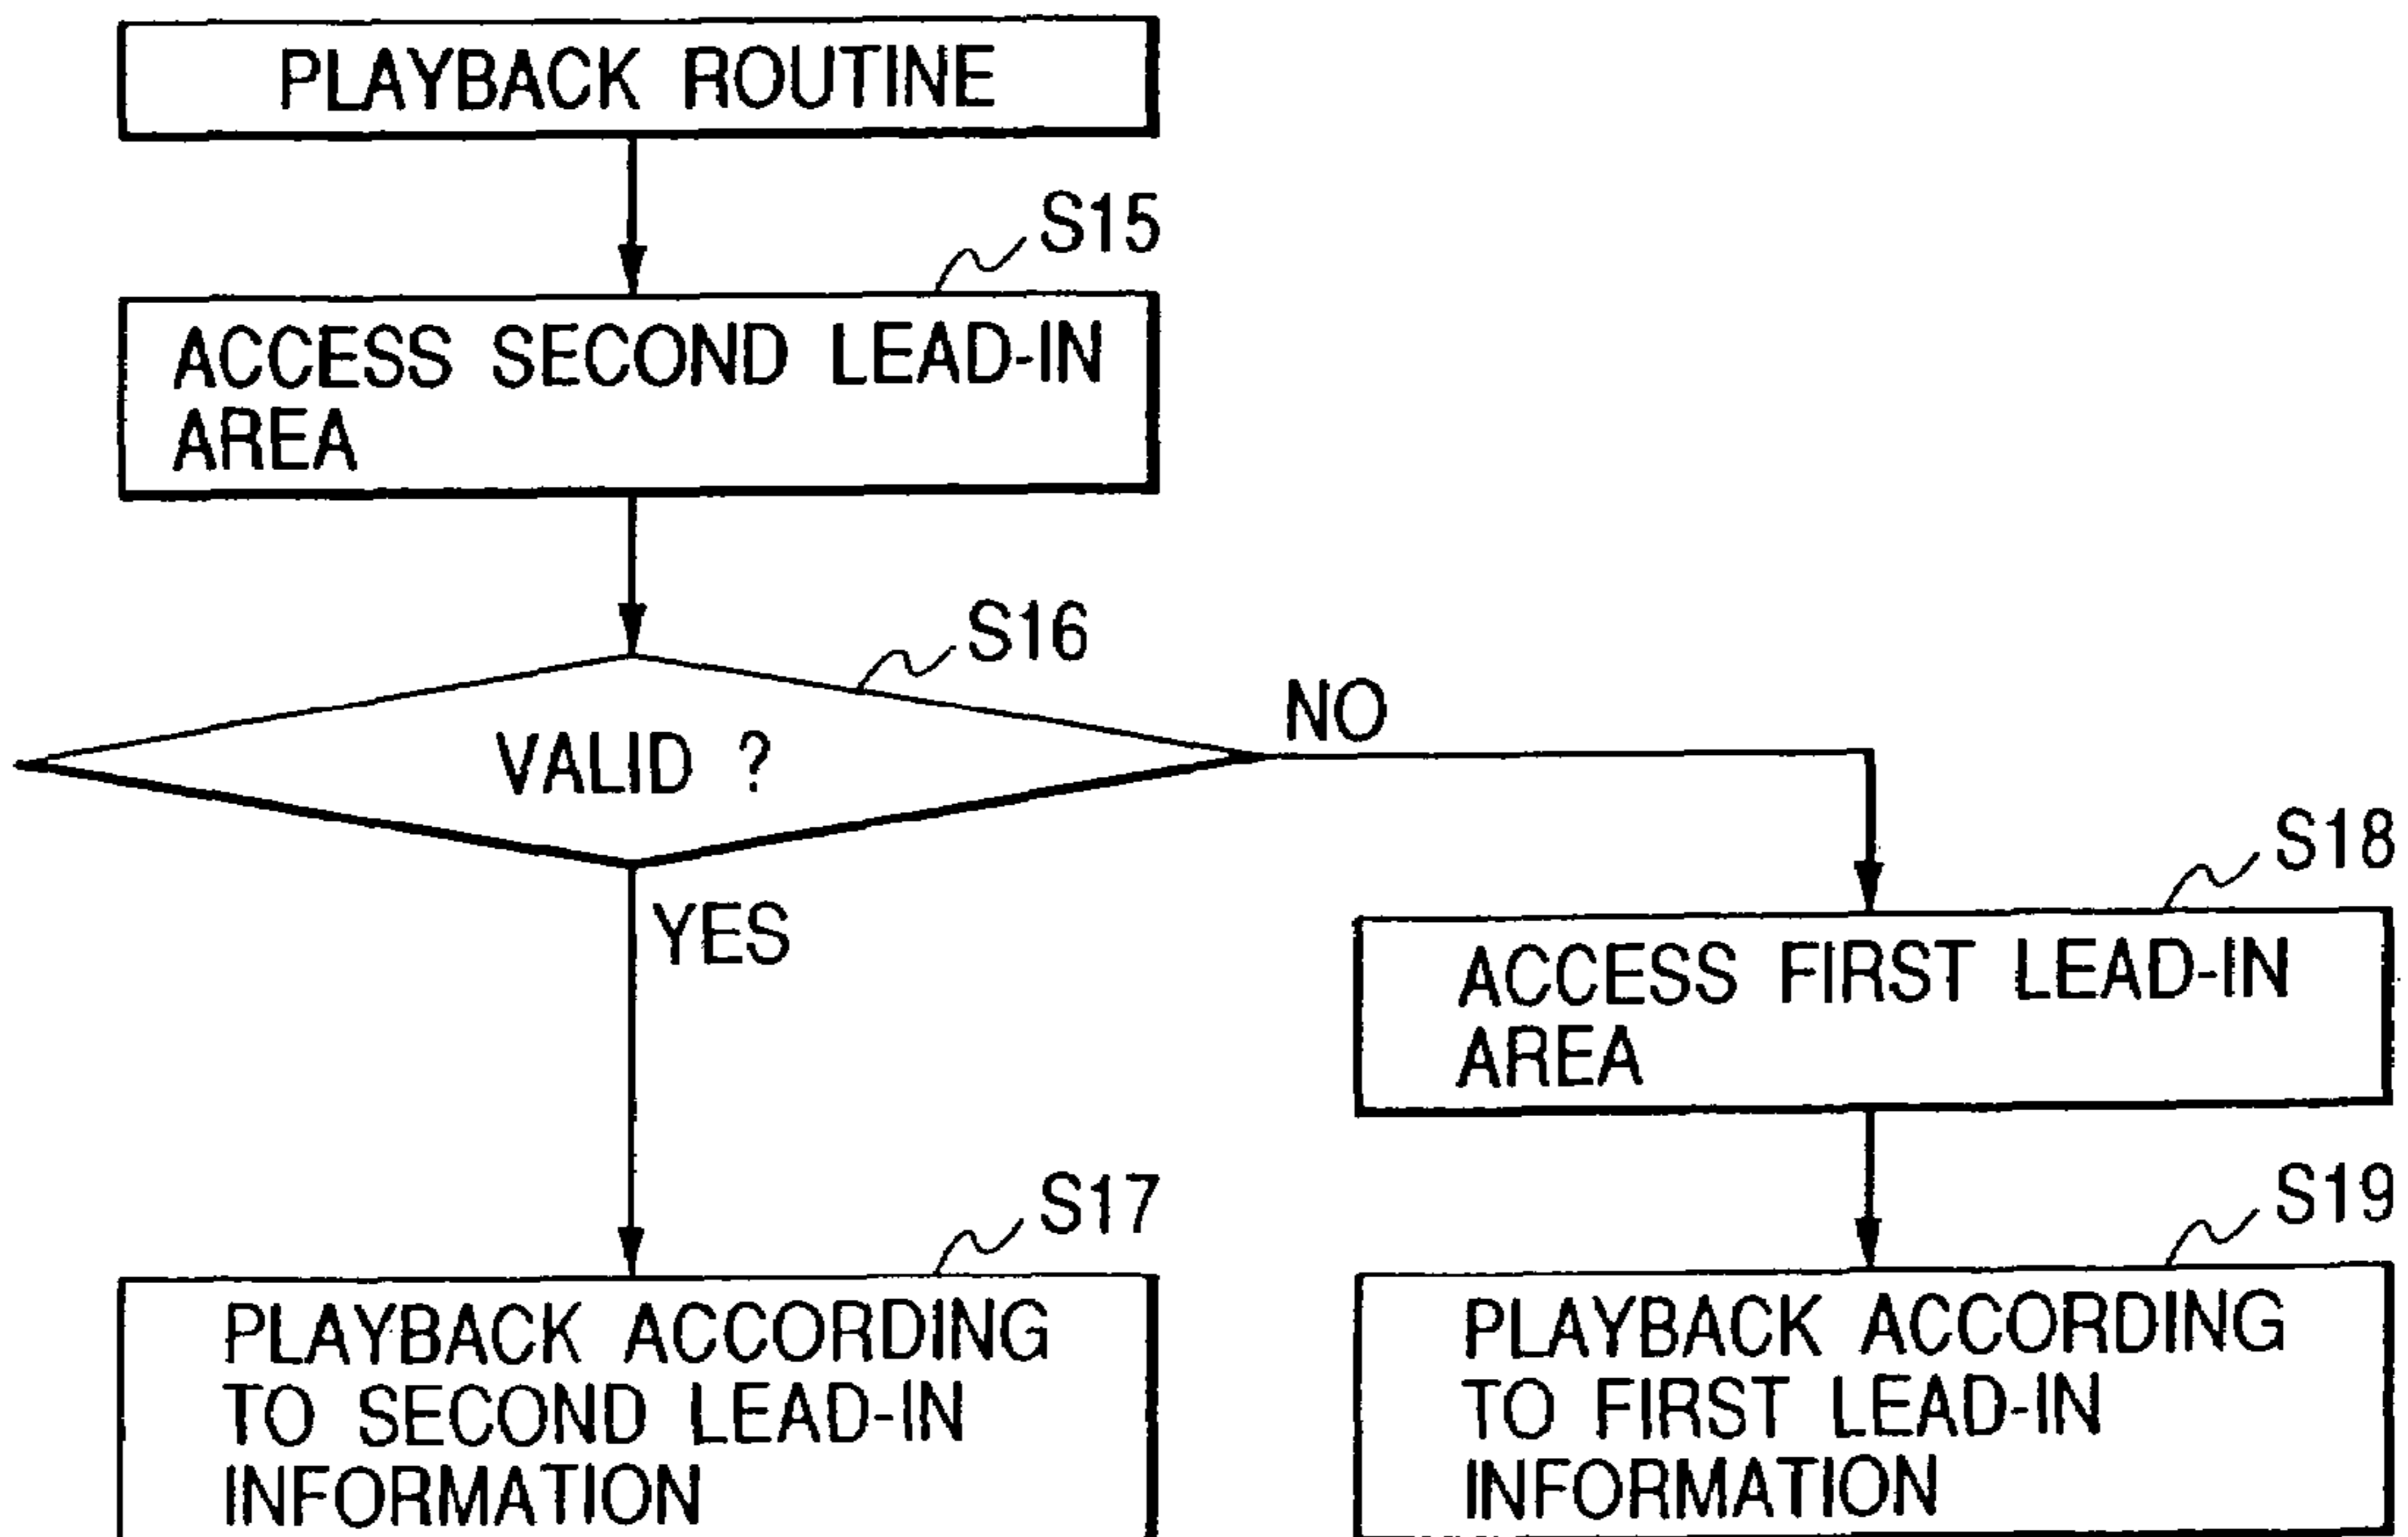 PLAYBACK ROUTINE
S15
ACCESS SECOND LEAD-IN
AREA
S16
VALID ?
NO
YES
S18
ACCESS FIRST LEAD-IN
AREA
S17
PLAYBACK ACCORDING
TO SECOND LEAD-IN
INFORMATION
S19
PLAYBACK ACCORDING
TO FIRST LEAD-IN
INFORMATION